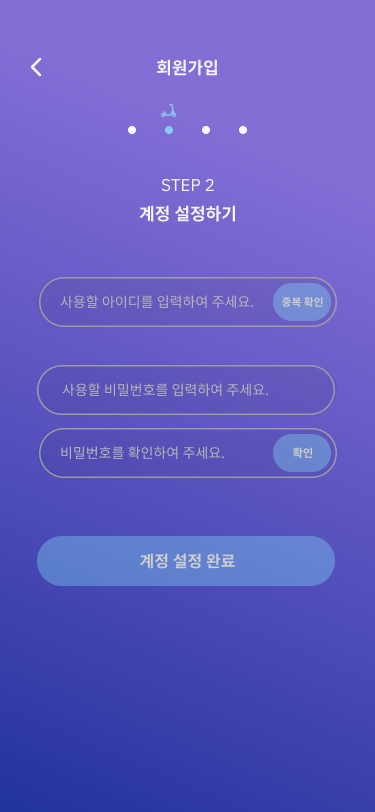 회원가입
STEP 2
계정 설정하기
사용할 아이디를 입력하여 주세요.
중복 확인
사용할 비밀번호를 입력하여 주세요.
비밀번호를 확인하여 주세요.
확인
계정 설정 완료